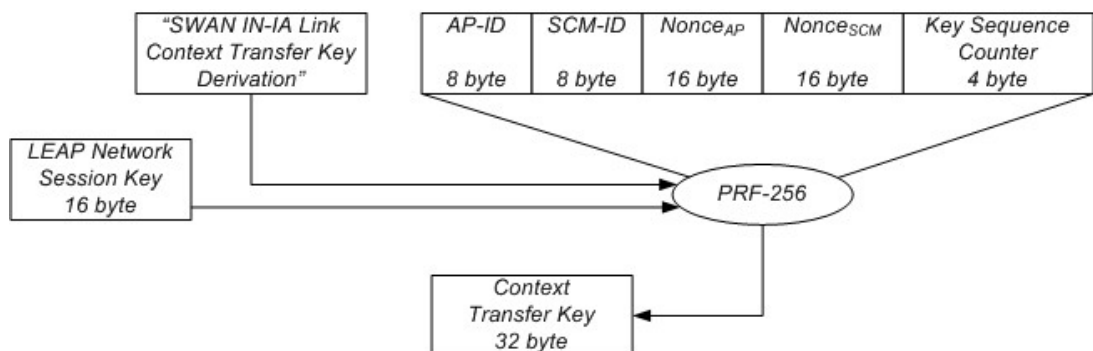 “SWAN IN-IA Link
Context Transfer Key
Derivation”
AP-ID
8 byte
SCM-ID
8 byte
NonceAP
16 byte
NonceSCM
16 byte
Key Sequence
Counter
4 byte
LEAP Network
Session Key
16 byte
PRF-256
Context
Transfer Key
32 byte